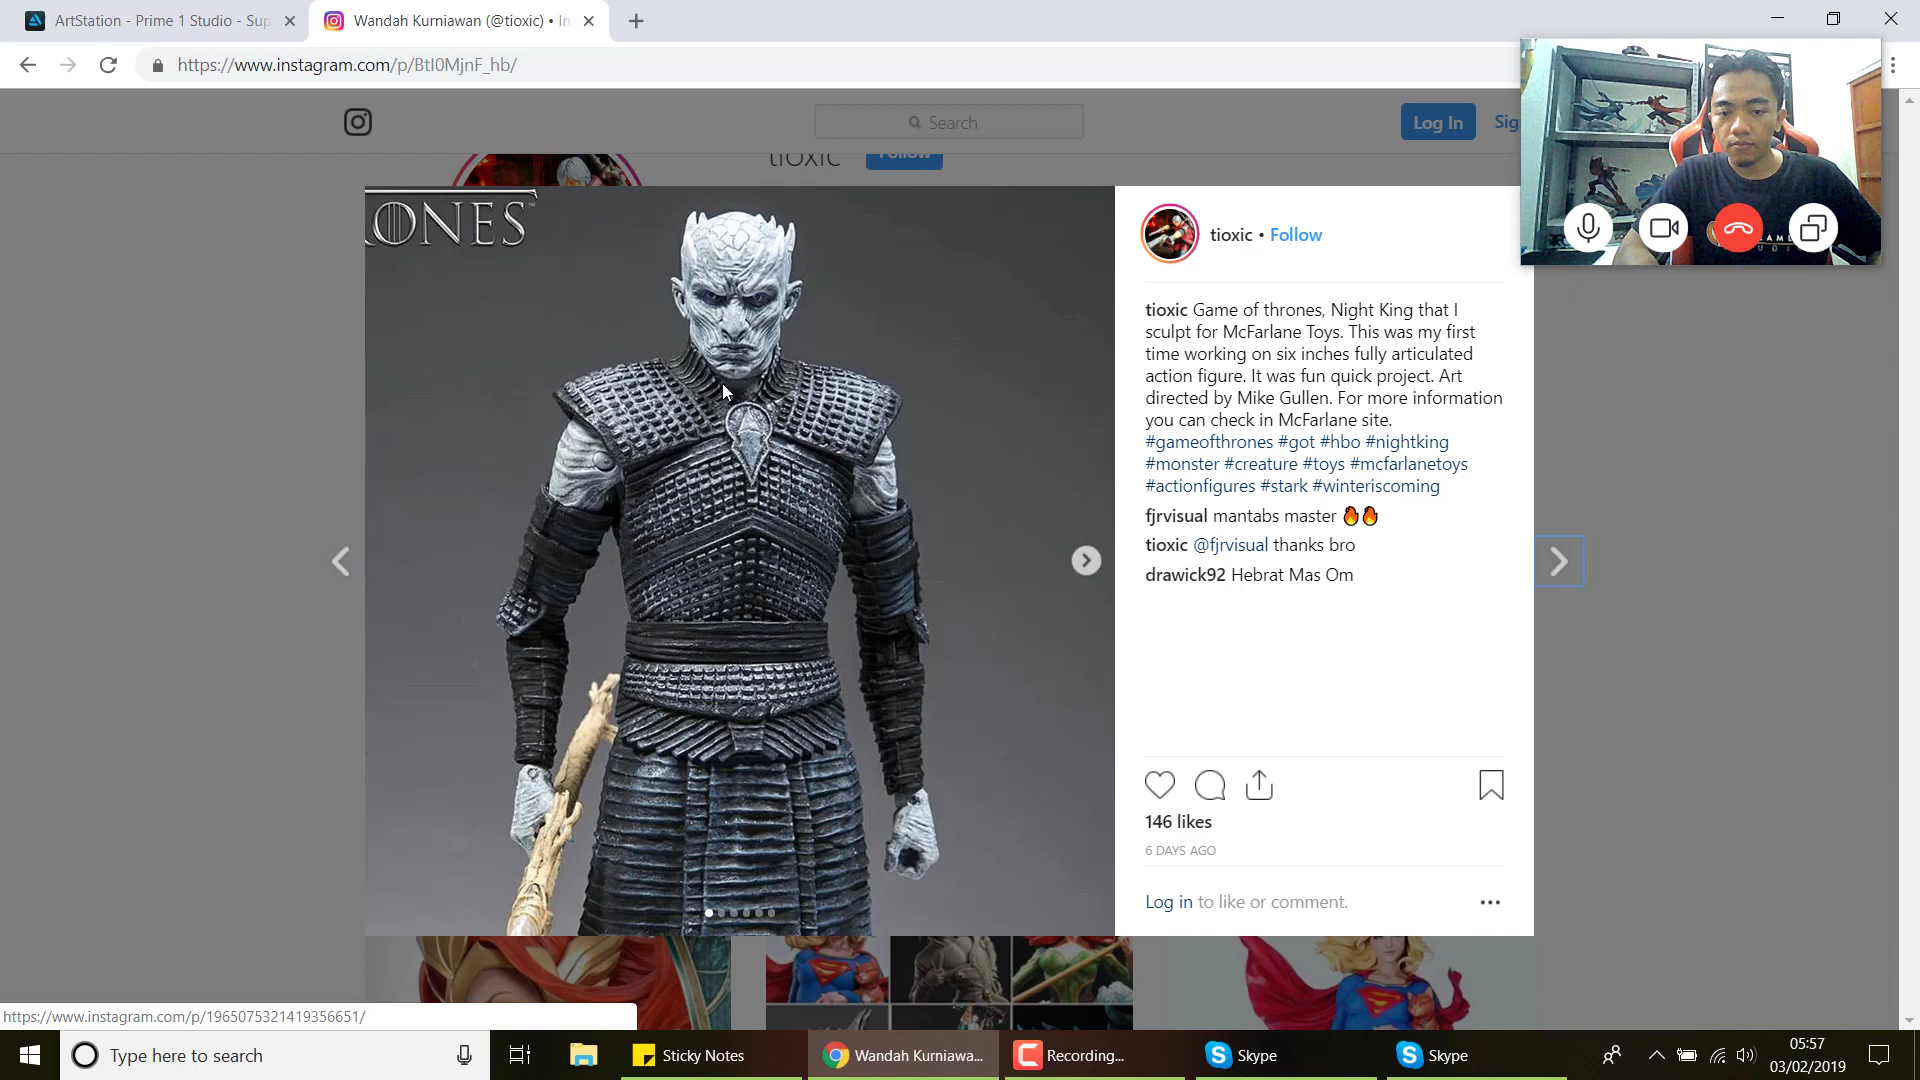 ArtStation - Prime 1 Studio - Sup
Wandah Kurniawan (@tioxic) • In
https://www.instagram.com/p/BtI0MjnF_hb/
Search
Log In
Sig
tioxic
Follow
RONES™
tioxic • Follow
tioxic Game of thrones, Night King that I
sculpt for McFarlane Toys. This was my first
time working on six inches fully articulated
action figure. It was fun quick project. Art
directed by Mike Gullen. For more information
you can check in McFarlane site.
#gameofthrones #got #hbo #nightking
#monster #creature #toys #mcfarlanetoys
#actionfigures #stark #winteriscoming
fjrvisual mantabs master 🔥🔥
tioxic @fjrvisual thanks bro
drawick92 Hebrat Mas Om
146 likes
6 DAYS AGO
Log in to like or comment.
https://www.instagram.com/p/1965075321419356651/
Type here to search
Sticky Notes
Wandah Kurniawa...
Recording...
Skype
Skype
05:57
03/02/2019